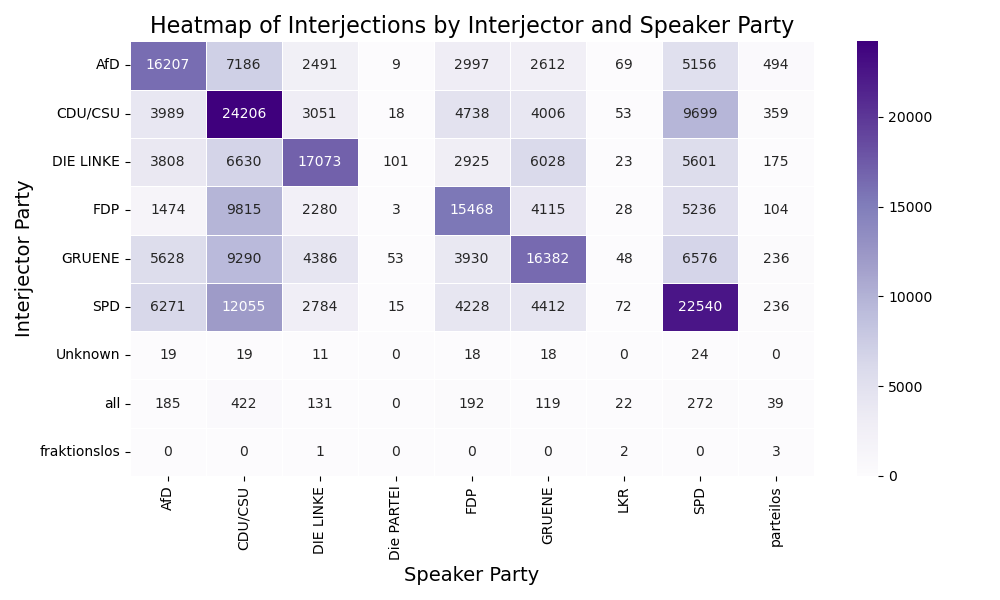 Heatmap of Interjections by Interjector and Speaker Party
Interjector Party
AfD 16207 7186 2491 9 2997 2612 69 5156 494
CDU/CSU 3989 24206 3051 18 4738 4006 53 9699 359
DIE LINKE 3808 6630 17073 101 2925 6028 23 5601 175
FDP 1474 9815 2280 3 15468 4115 28 5236 104
GRUENE 5628 9290 4386 53 3930 16382 48 6576 236
SPD 6271 12055 2784 15 4228 4412 72 22540 236
Unknown 19 19 11 0 18 18 0 24 0
all 185 422 131 0 192 119 22 272 39
fraktionslos 0 0 1 0 0 0 2 0 3
AfD CDU/CSU DIE LINKE Die PARTEI FDP GRUENE LKR SPD parteilos
Speaker Party
20000
15000
10000
5000
0